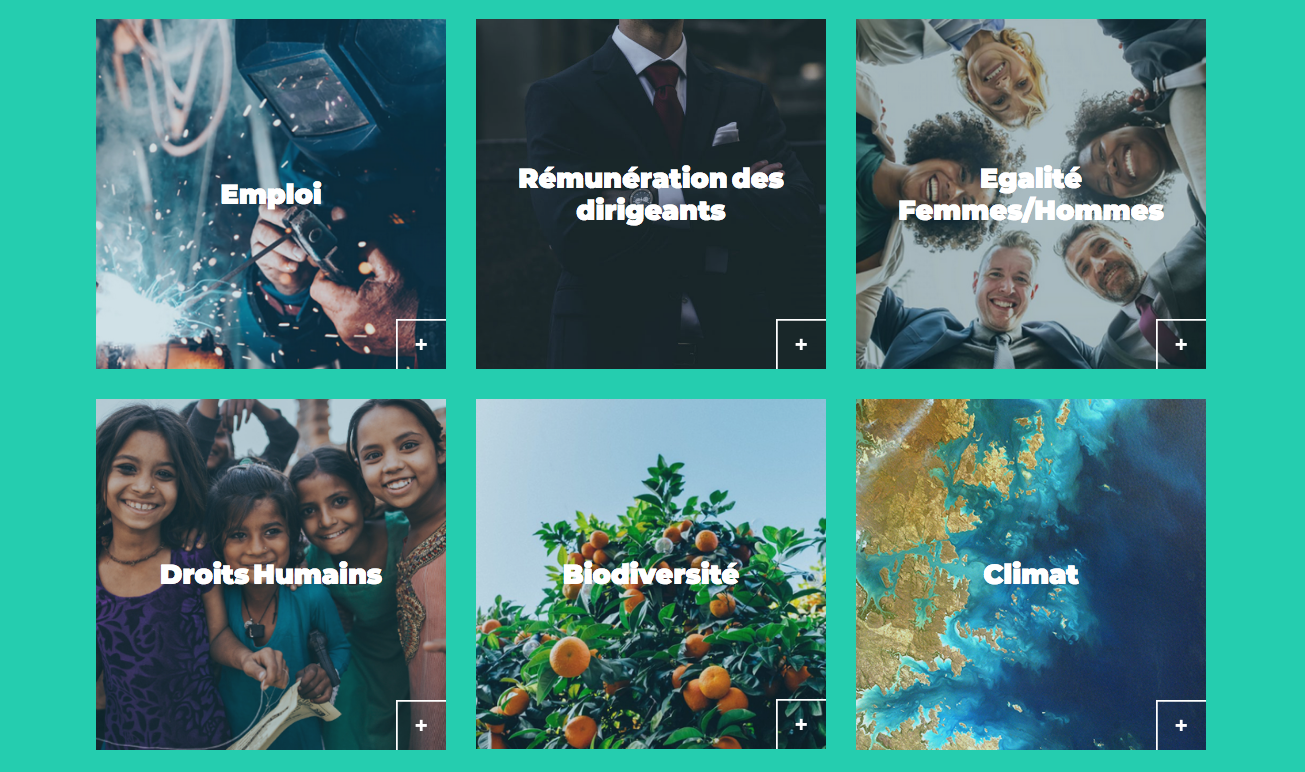 Emploi
Rémunération des
dirigeants
Egalité
Femmes/Hommes
+
+
+
Droits Humains
Biodiversité
Climat
+
+
+